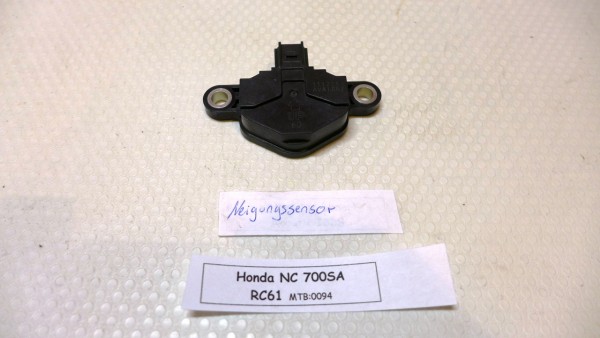 Neigungssensor
Honda NC 700SA
RC61 MTB:0094